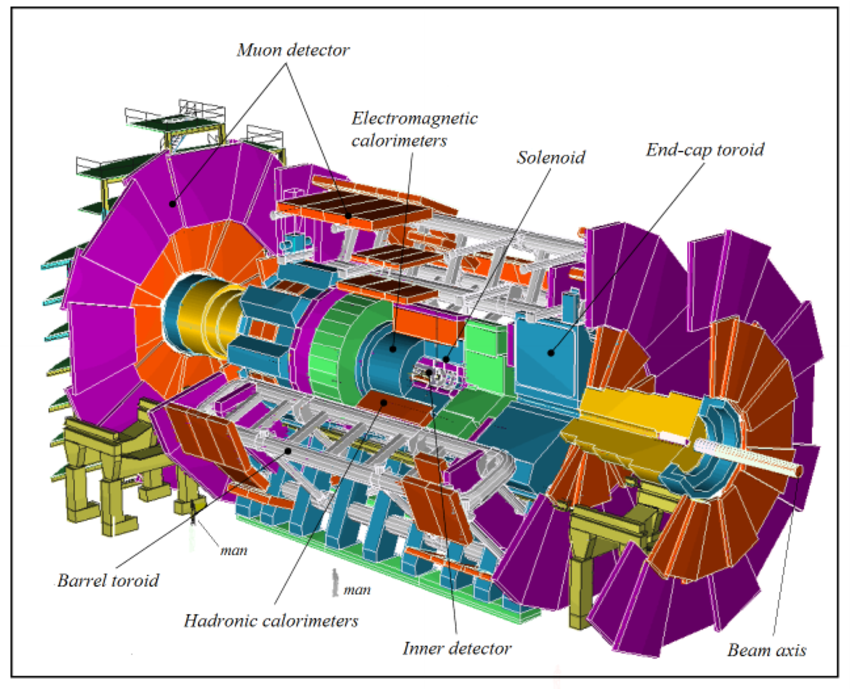 Muon detector
Electromagnetic
calorimeters
Solenoid
End-cap toroid
man
Barrel toroid
man
Hadronic calorimeters
Inner detector
Beam axis